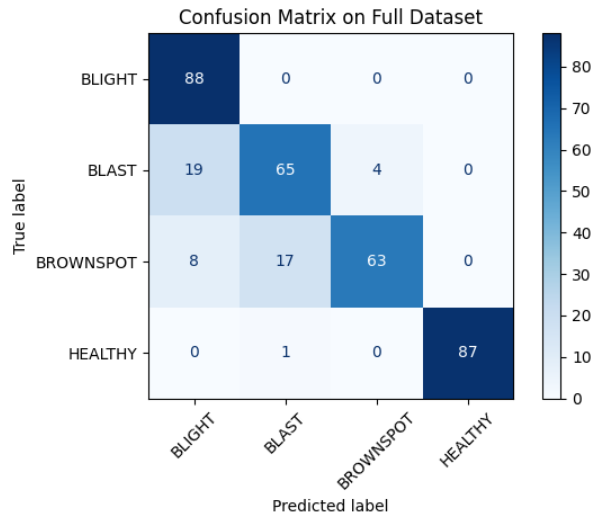 Confusion Matrix on Full Dataset
True label
BLIGHT 88 0 0 0
BLAST 19 65 4 0
BROWNSPOT 8 17 63 0
HEALTHY 0 1 0 87
BLIGHT BLAST BROWNSPOT HEALTHY
Predicted label
80
70
60
50
40
30
20
10
0